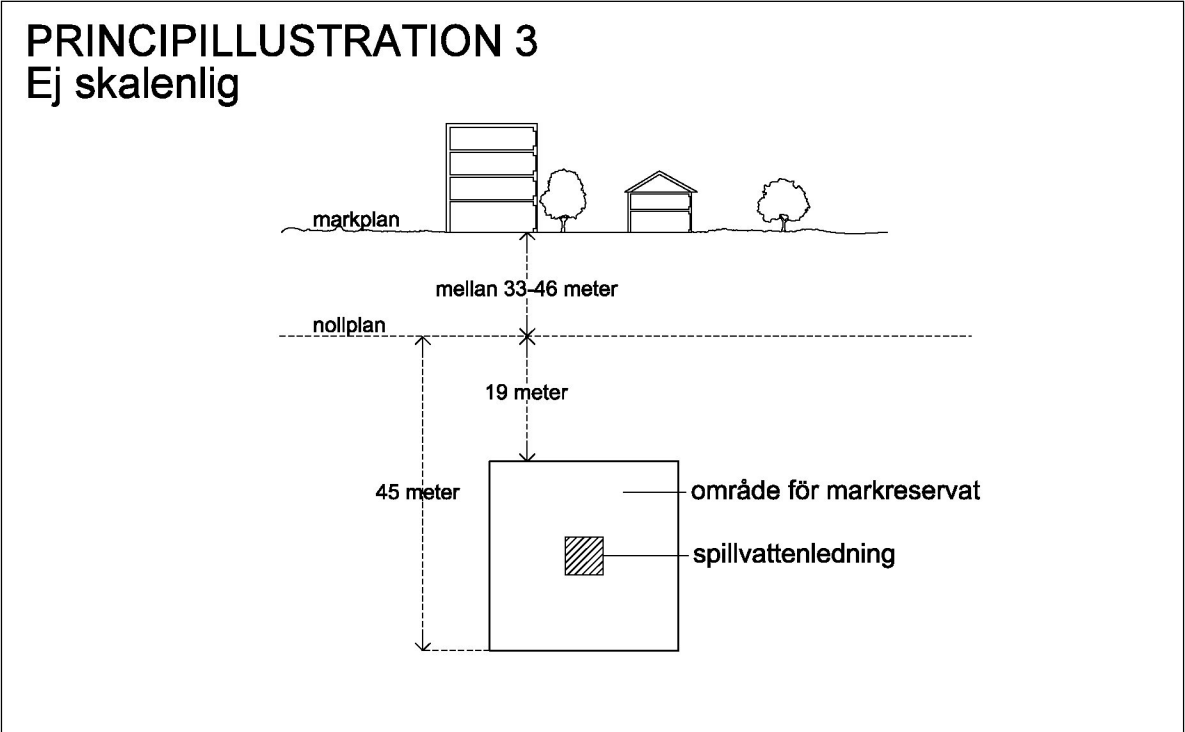 PRINCIPILLUSTRATION 3
Ej skalenlig
markplan
mellan 33-46 meter
nollplan
19 meter
45 meter
område för markreservat
spillvattenledning